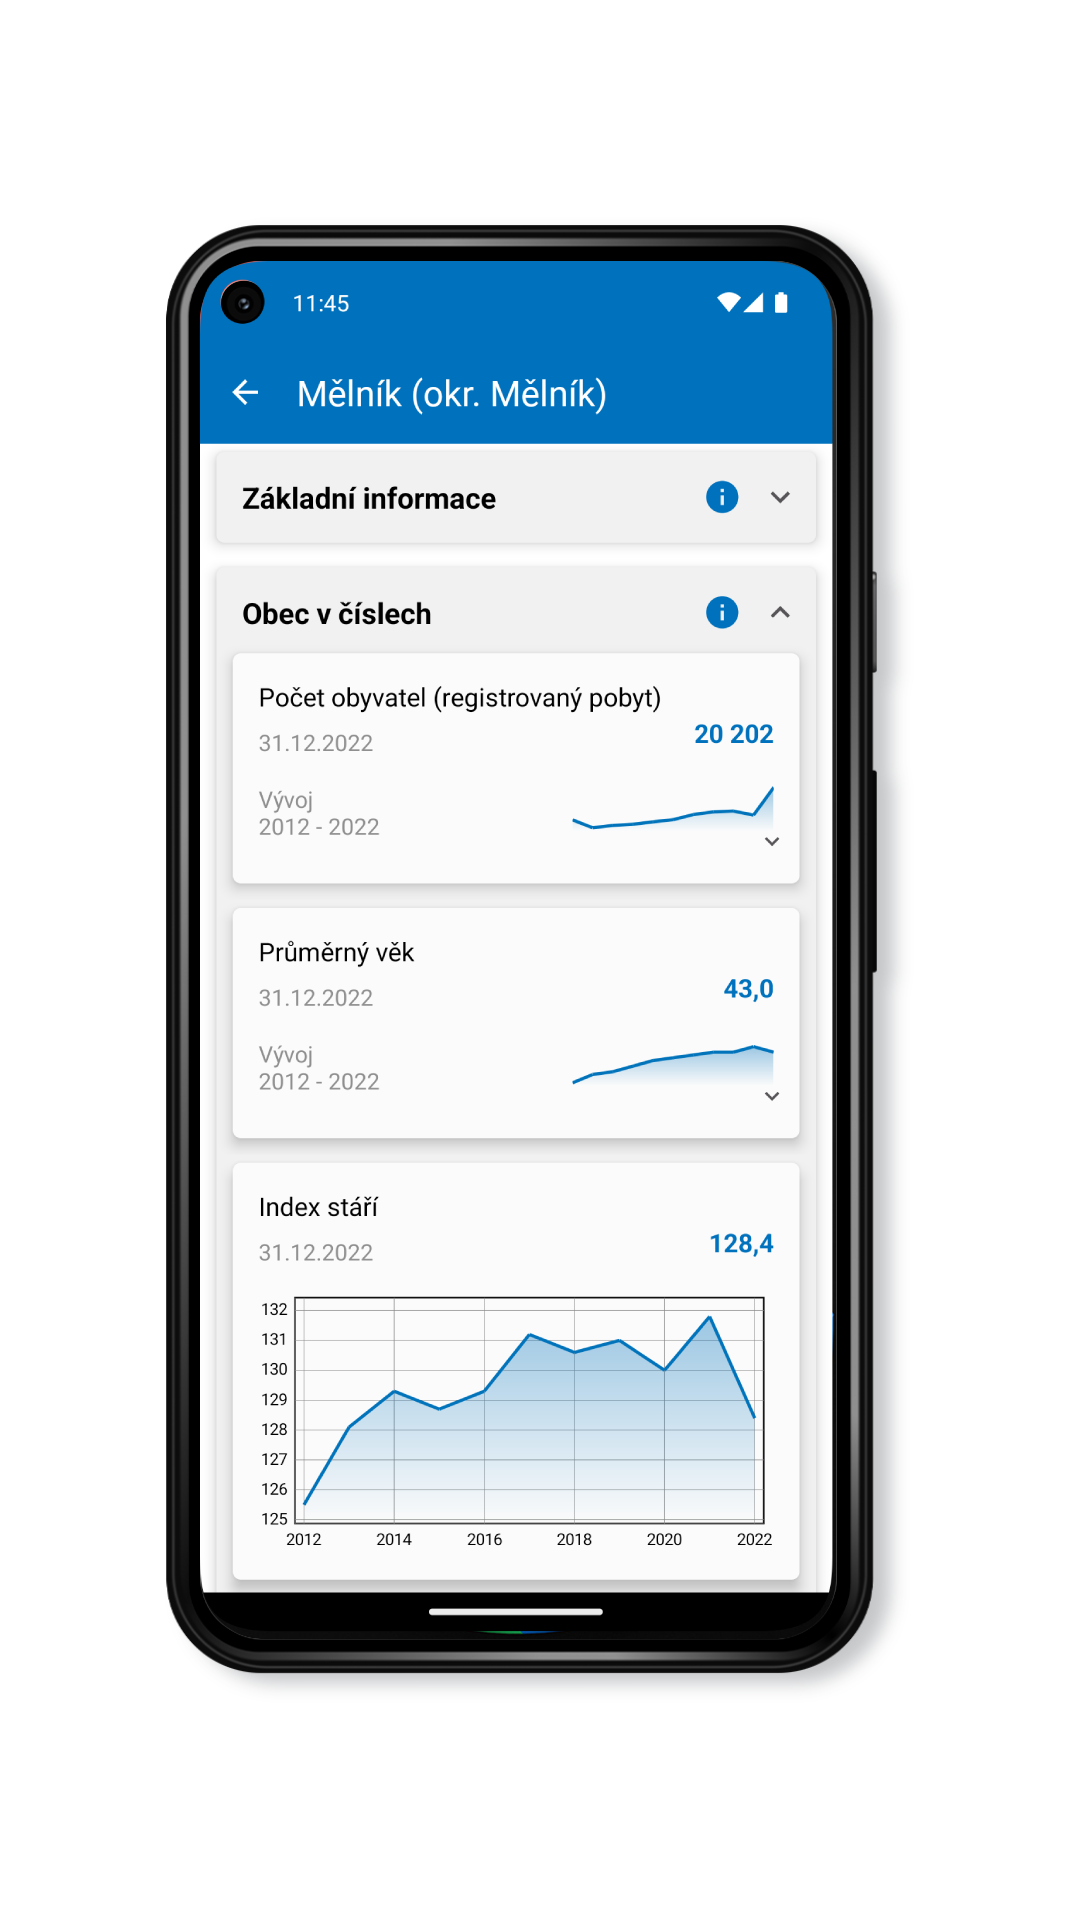 11:45
Mělník (okr. Mělník)
Základní informace
Obec v číslech
Počet obyvatel (registrovaný pobyt)
31.12.2022
20 202
Vývoj
2012 - 2022
Průměrný věk
31.12.2022
43,0
Vývoj
2012 - 2022
Index stáří
31.12.2022
128,4
132
131
130
129
128
127
126
125
2012 2014 2016 2018 2020 2022